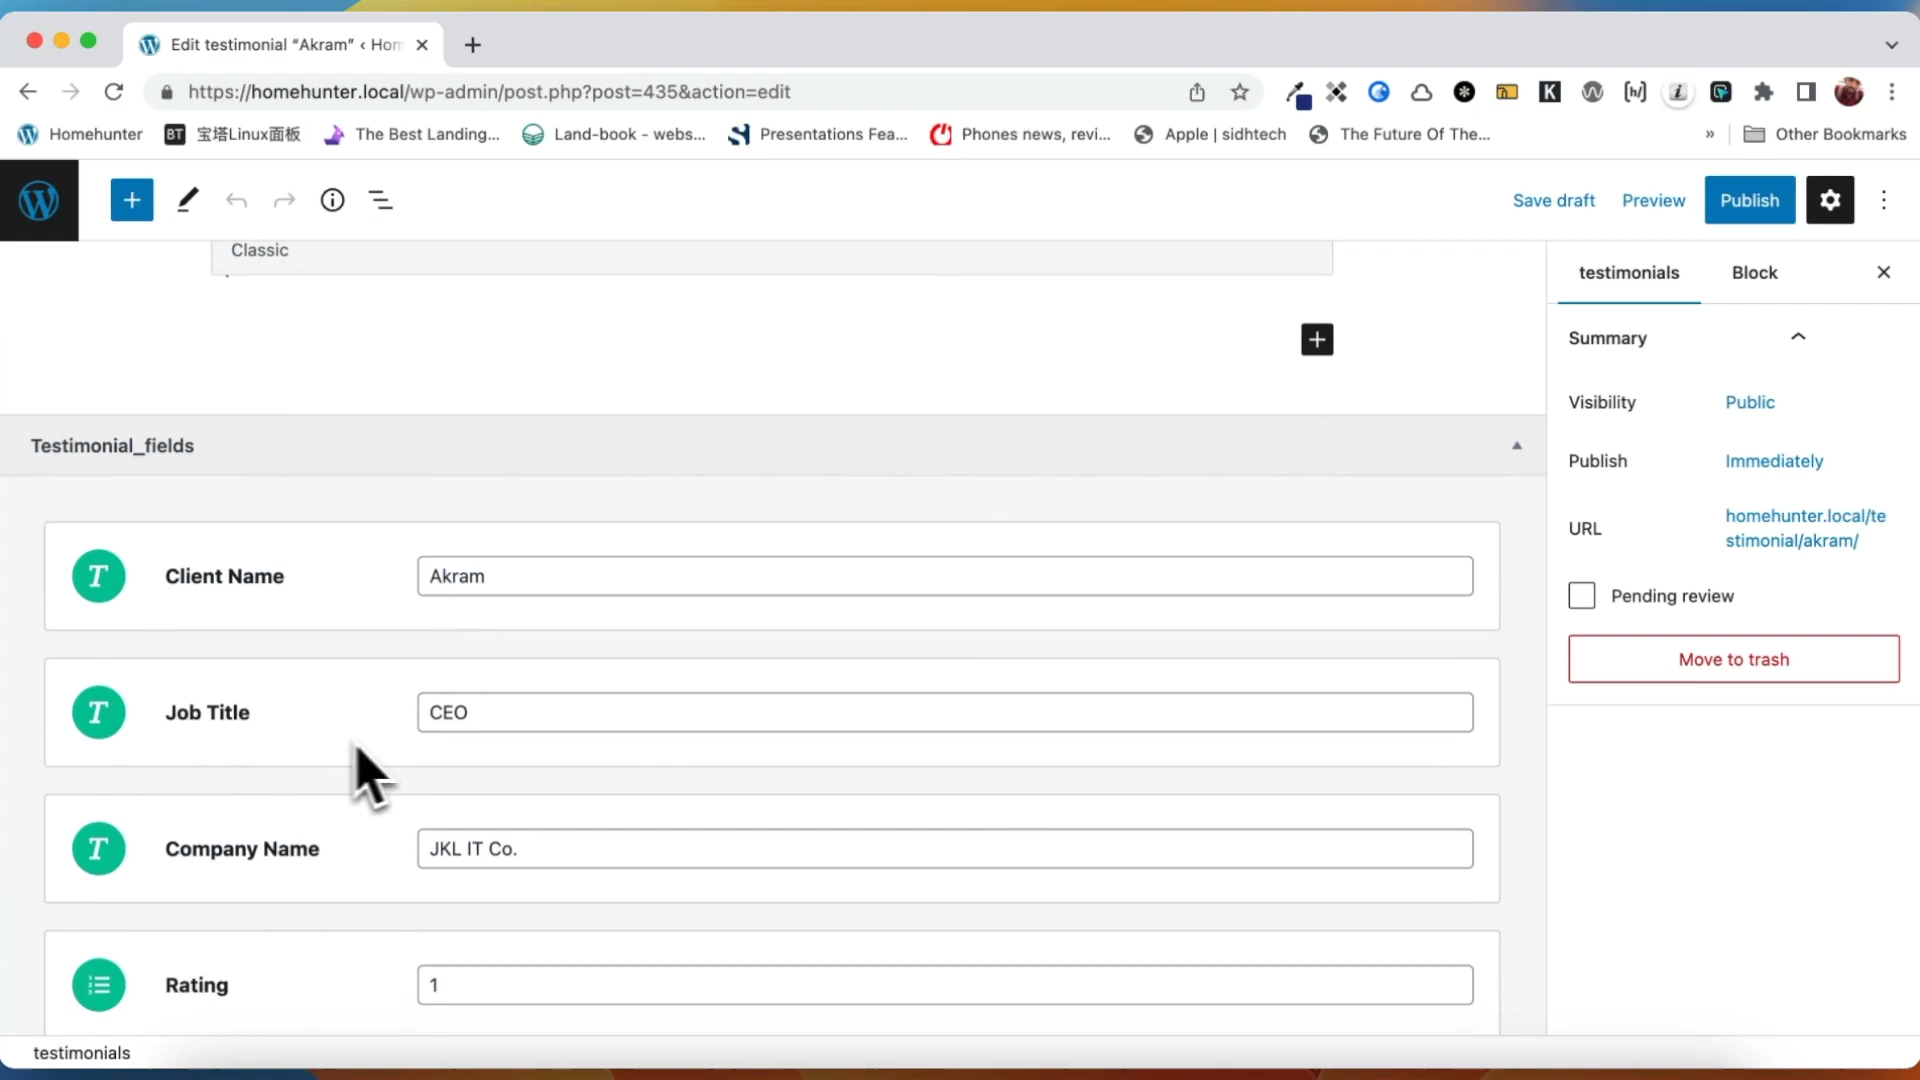 Edit testimonial “Akram” ‹ Hom
https://homehunter.local/wp-admin/post.php?post=435&action=edit
Homehunter
BT
宝塔Linux面板
The Best Landing...
Land-book - webs...
Presentations Fea...
Phones news, revi...
Apple | sidhtech
The Future Of The...
»
Other Bookmarks
Save draft
Preview
Publish
Classic
testimonials
Block
Summary
Visibility
Public
Publish
Immediately
URL
homehunter.local/te
stimonial/akram/
Pending review
Move to trash
Testimonial_fields
T
Client Name
Akram
T
Job Title
CEO
T
Company Name
JKL IT Co.
Rating
1
testimonials